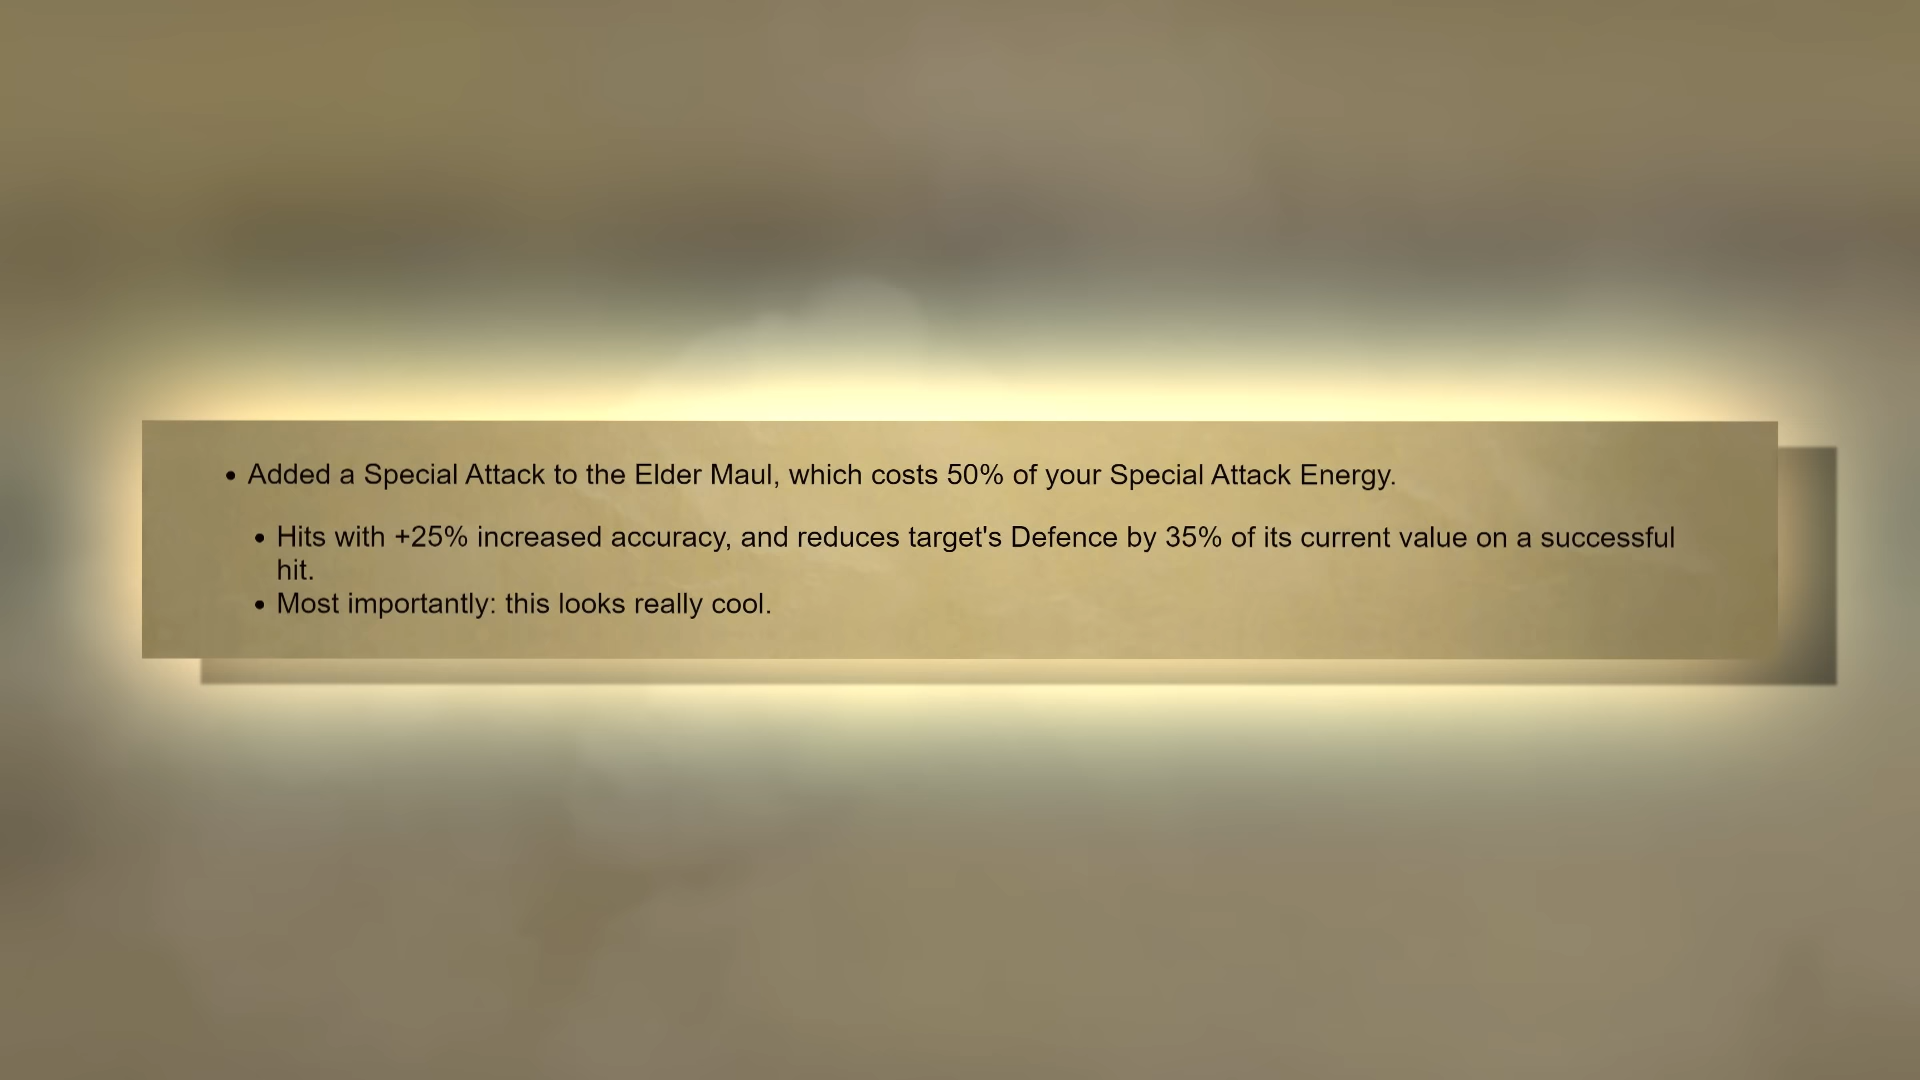 • Added a Special Attack to the Elder Maul, which costs 50% of your Special Attack Energy.
• Hits with +25% increased accuracy, and reduces target's Defence by 35% of its current value on a successful
hit.
• Most importantly: this looks really cool.